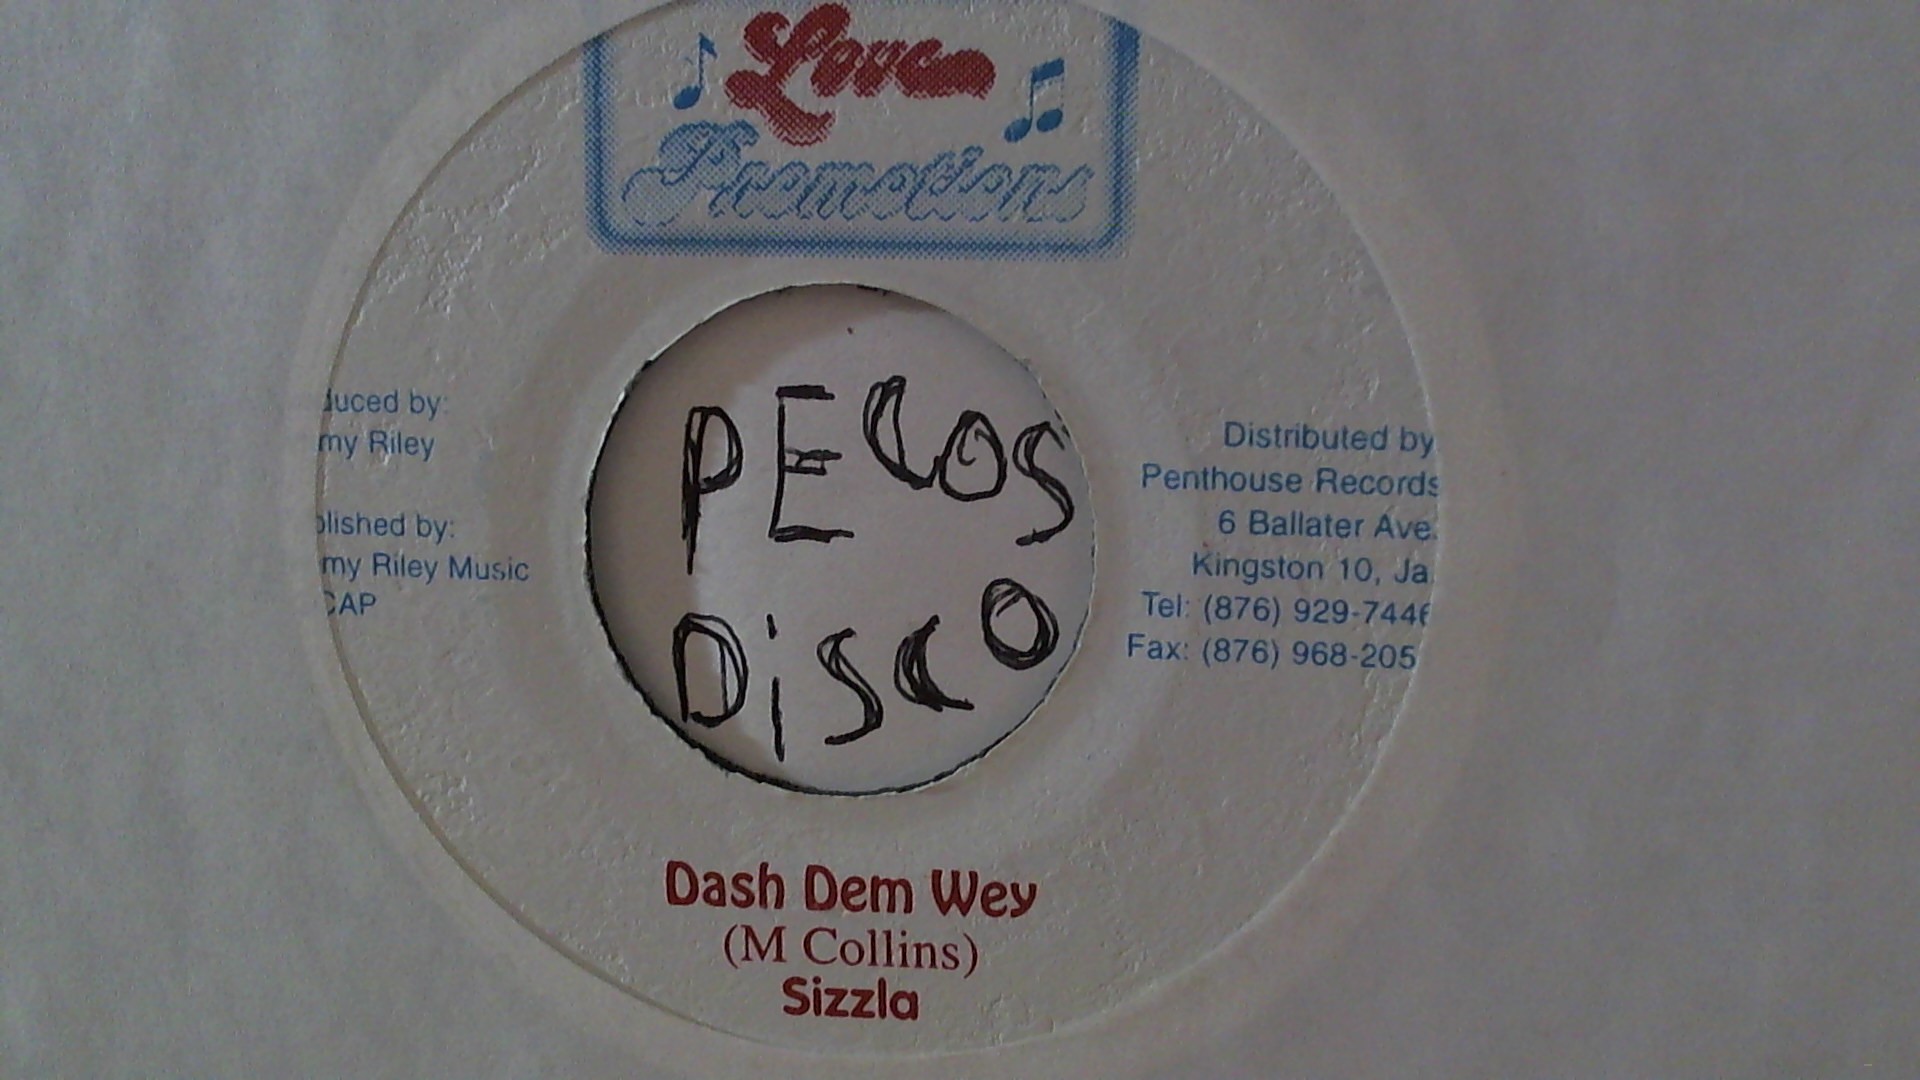 Love
Promotions
duced by:
my Riley
blished by:
my Riley Music
CAP
PECOS
DiSCO
Distributed by
Penthouse Records
6 Ballater Ave.
Kingston 10, Ja.
Tel: (876) 929-7446
Fax: (876) 968-205
Dash Dem Wey
(M Collins)
Sizzla